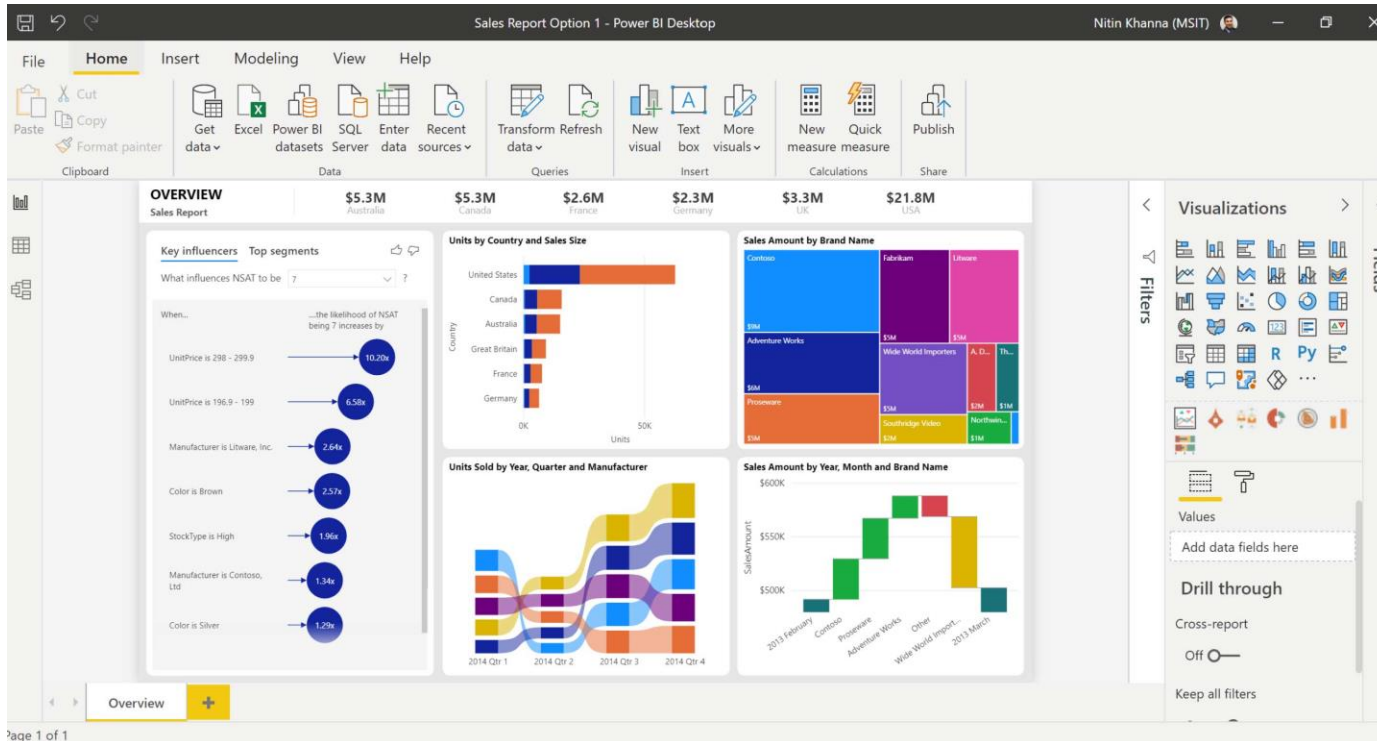 Sales Report Option 1 - Power BI Desktop
Nitin Khanna (MSIT)
File Home Insert Modeling View Help
Paste
Cut
Copy
Format painter
Get data
Excel
Power BI datasets
SQL Server
Enter data
Recent sources
Transform data
Refresh
New visual
Text box
More visuals
New measure
Quick measure
Publish
Clipboard
Data
Queries
Insert
Calculations
Share
OVERVIEW
Sales Report
$5.3M
Australia
$5.3M
Canada
$2.6M
France
$2.3M
Germany
$3.3M
UK
$21.8M
USA
Key influencers Top segments
What influences NSAT to be 7 ?
When...
....the likelihood of NSAT
being 7 increases by
UnitPrice is 298 - 299.9
10.20x
UnitPrice is 196.9 - 199
6.58x
Manufacturer is Litware, Inc.
2.64x
Color is Brown
2.57x
StockType is High
1.96x
Manufacturer is Contoso,
Ltd
1.34x
Color is Silver
1.29x
Units by Country and Sales Size
Country
United States
Canada
Australia
Great Britain
France
Germany
0K 50K
Units
Sales Amount by Brand Name
Contoso
$9M
Adventure Works
$6M
Proseware
$5M
Fabrikam
$5M
Litware
$5M
Wide World Importers
$5M
A. D...
$2M
Th...
$1M
Southridge Video
Northwin...
$1M
Units Sold by Year, Quarter and Manufacturer
2014 Qtr 1 2014 Qtr 2 2014 Qtr 3 2014 Qtr 4
Sales Amount by Year, Month and Brand Name
SalesAmount
$600K
$550K
$500K
2013 February
Contoso
Proseware
Adventure Works
Other
Wide World Import...
2013 March
Filters
Visualizations
123
R
Py
Values
Add data fields here
Drill through
Cross-report
Off
Keep all filters
Overview
+
Page 1 of 1